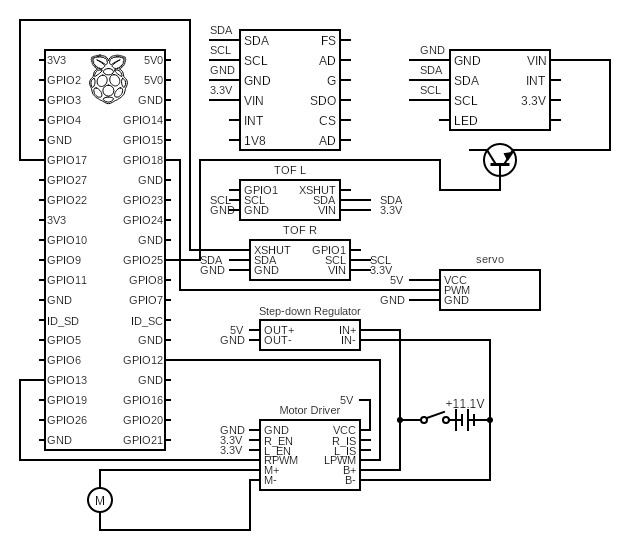 3V3 5V0
GPIO2 5V0
GPIO3 GND
GPIO4 GPIO14
GND GPIO15
GPIO17 GPIO18
GPIO27 GND
GPIO22 GPIO23
3V3 GPIO24
GPIO10 GND
GPIO9 GPIO25
GPIO11 GPIO8
GND GPIO7
ID_SD ID_SC
GPIO5 GND
GPIO6 GPIO12
GPIO13 GND
GPIO19 GPIO16
GPIO26 GPIO20
GND GPIO21
SDA SDA FS
SCL SCL AD
GND GND G
3.3V VIN SDO
INT CS
1V8 AD
GND GND VIN
SDA SDA INT
SCL SCL 3.3V
LED
TOF L
GPIO1 XSHUT
SCL SCL SDA SDA
GND GND VIN 3.3V
TOF R
XSHUT GPIO1
SDA SDA SCL SCL
GND GND VIN 3.3V
servo
5V VCC
PWM
GND GND
Step-down Regulator
5V OUT+ IN+
GND OUT- IN-
+11.1V
Motor Driver
5V
GND GND VCC
3.3V R_EN R_IS
3.3V L_EN L_IS
RPWM LPWM
M+ B+
M- B-
M